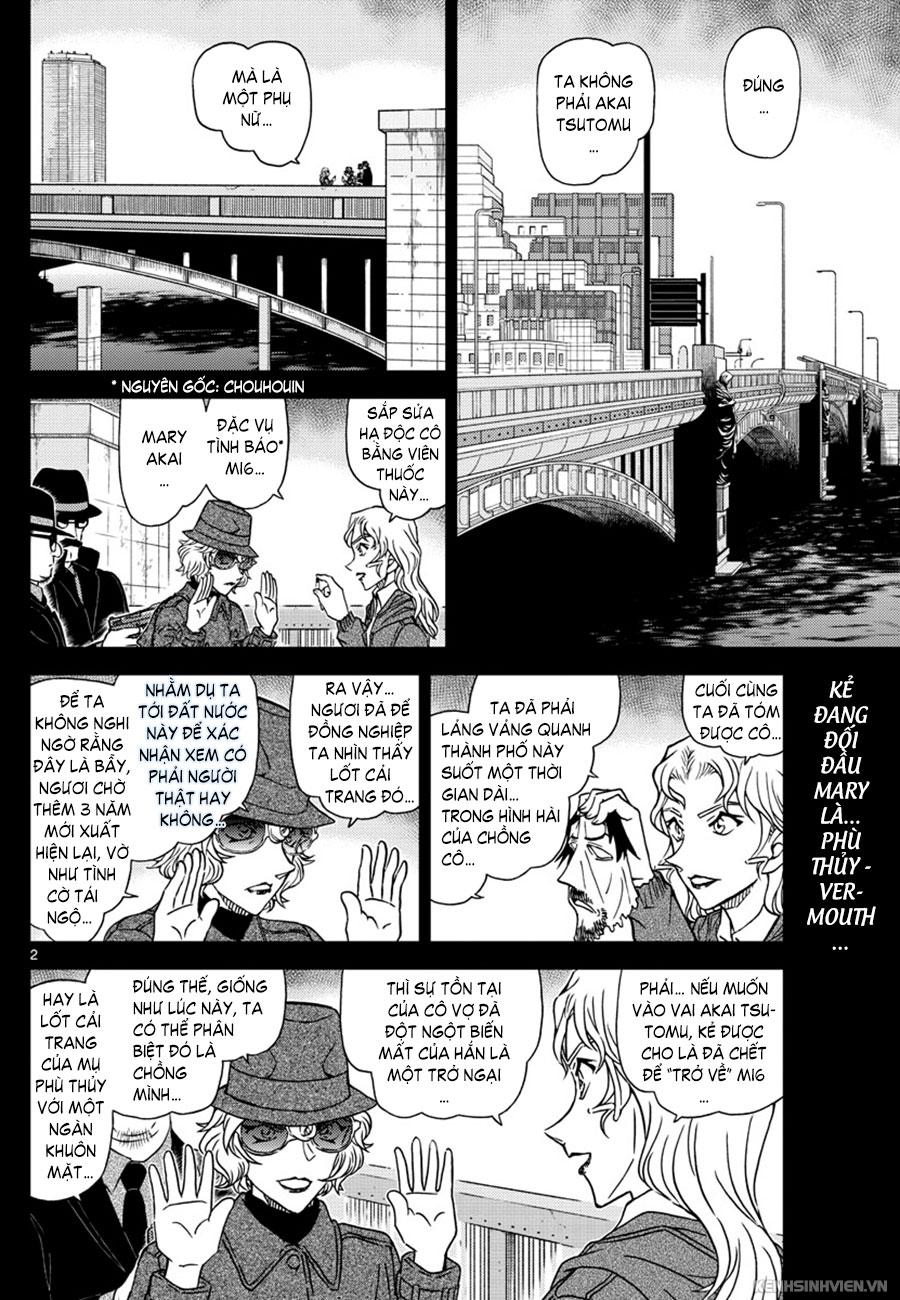 ĐÚNG
...
TA KHÔNG
PHẢI AKAI
TSUTOMU
...
MÀ LÀ
MỘT PHỤ
NỮ...
* NGUYÊN GỐC: CHOUHOUIN
SẮP SỬA
HẠ ĐỘC CÔ
BẰNG VIÊN
THUỐC
NÀY...
ĐẶC VỤ
TÌNH BÁO*
MI6...
MARY
AKAI
...
KẺ
ĐANG
ĐỐI
ĐẦU
MARY
LÀ...
PHÙ
THỦY -
VER-
MOUTH
...
CUỐI CÙNG
TA ĐÃ TÓM
ĐƯỢC CÔ...
TA ĐÃ PHẢI
LÁNG VÁNG QUANH
THÀNH PHỐ NÀY
SUỐT MỘT THỜI
GIAN DÀI...
TRONG HÌNH HÀI
CỦA CHỒNG
CÔ...
RA VẬY...
NGƯƠI ĐÃ ĐỂ
ĐỒNG NGHIỆP
TA NHÌN THẤY
LỐT CẢI
TRANG ĐÓ...
NHẰM DỤ TA
TỚI ĐẤT NƯỚC
NÀY ĐỂ XÁC
NHẬN XEM CÓ
PHẢI NGƯỜI
THẬT HAY
KHÔNG...
ĐỂ TA
KHÔNG NGHI
NGỜ RẰNG
ĐÂY LÀ BẪY,
NGƯƠI CHỜ
THÊM 3 NĂM
MỚI XUẤT
HIỆN LẠI, VỜ
NHƯ TÌNH
CỜ TÁI
NGỘ...
2
PHẢI... NẾU MUỐN
VÀO VAI AKAI TSU-
TOMU, KẺ ĐƯỢC
CHO LÀ ĐÃ CHẾT
ĐỂ "TRỞ VỀ" MI6
...
THÌ SỰ TỒN TẠI
CỦA CÔ VỢ ĐÃ
ĐỘT NGỘT BIẾN
MẤT CỦA HẮN LÀ
MỘT TRỞ NGẠI
...
ĐÚNG THẾ, GIỐNG
NHƯ LÚC NÀY, TA
CÓ THỂ PHÂN
BIỆT ĐÓ LÀ
CHỒNG
MÌNH...
HAY LÀ
LỐT CẢI
TRANG
CỦA MỤ
PHÙ THỦY
VỚI MỘT
NGÀN
KHUÔN
MẶT...
KENHSINHVIEN.VN